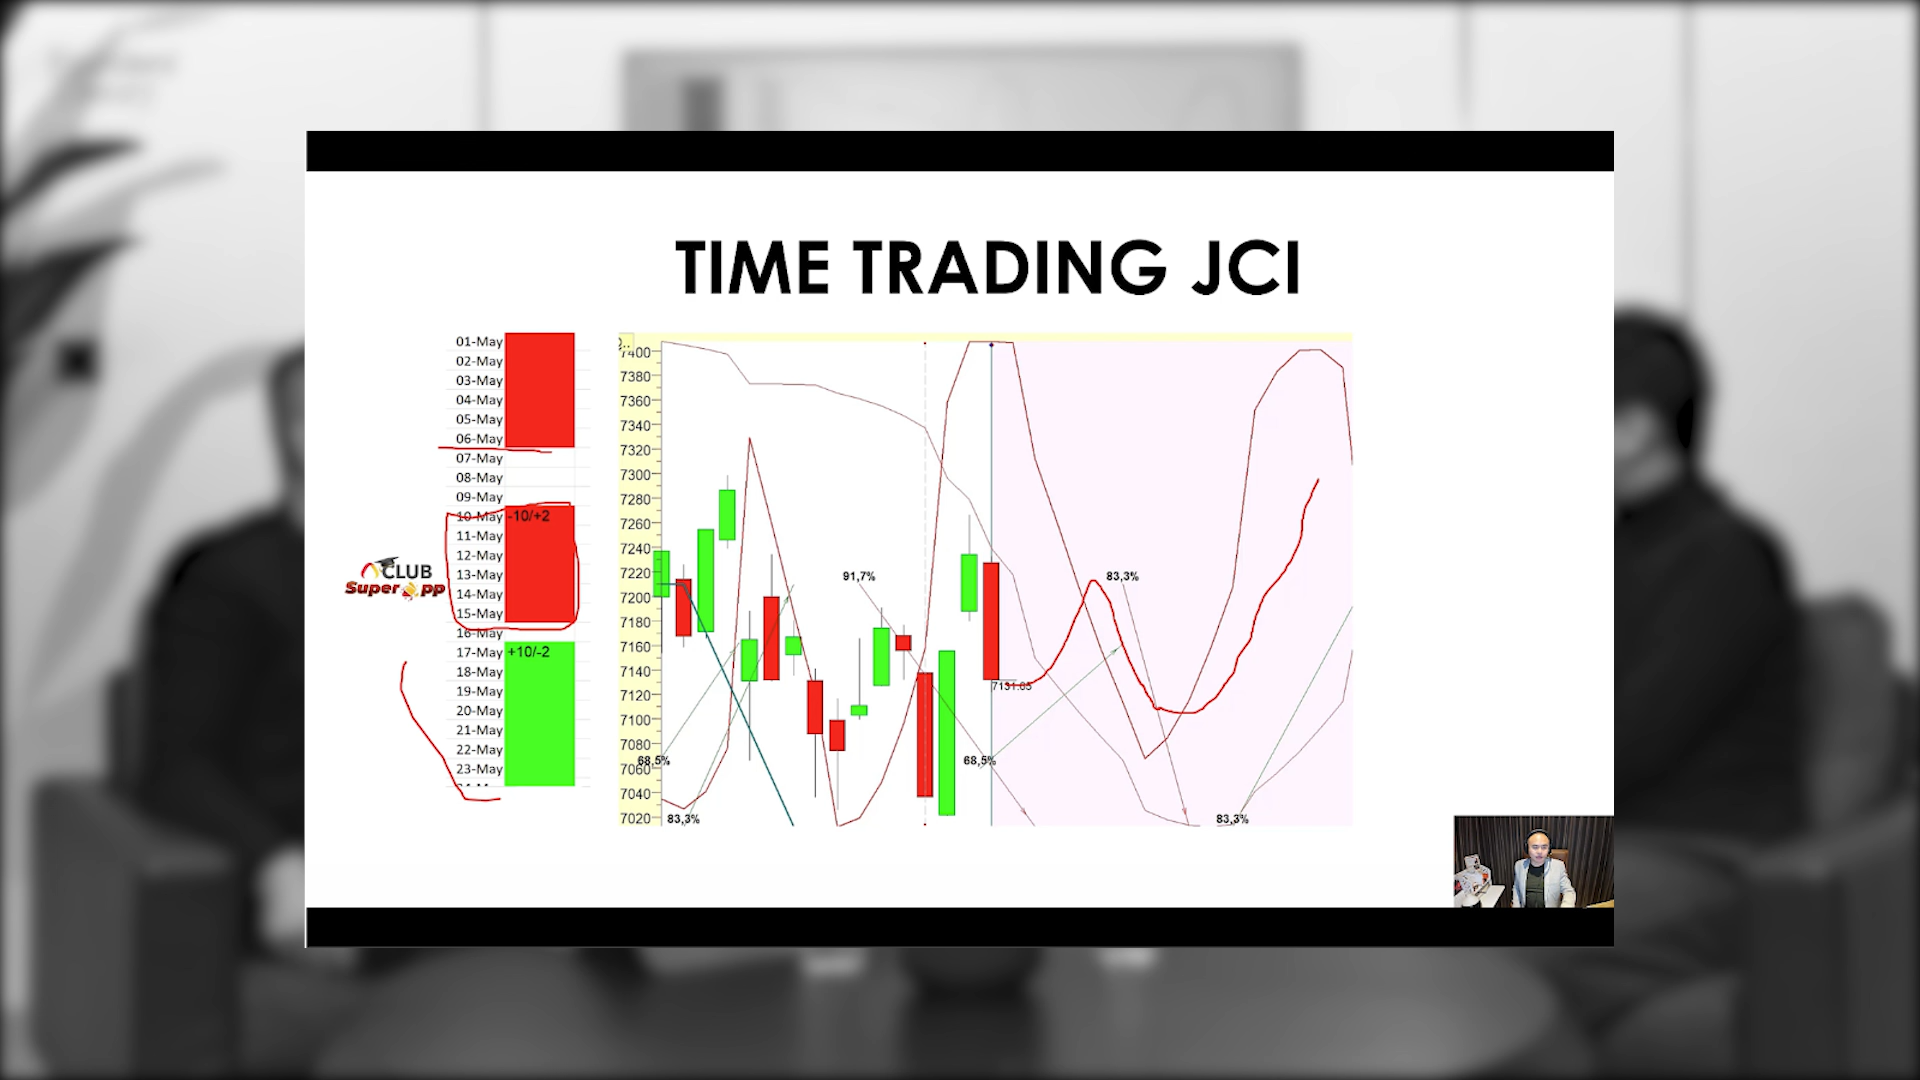 TIME TRADING JCI
01-May
02-May
03-May
04-May
05-May
06-May
07-May
08-May
09-May
10-May -10/+2
11-May
12-May
13-May
14-May
15-May
16-May
17-May +10/-2
18-May
19-May
20-May
21-May
22-May
23-May
CLUB
Super pp
7400
7380
7360
7340
7320
7300
7280
7260
7240
7220
7200
7180
7160
7140
7120
7100
7080
7060
7040
7020
91,7%
83,3%
7131.65
68,5%
68,5%
83,3%
83,3%